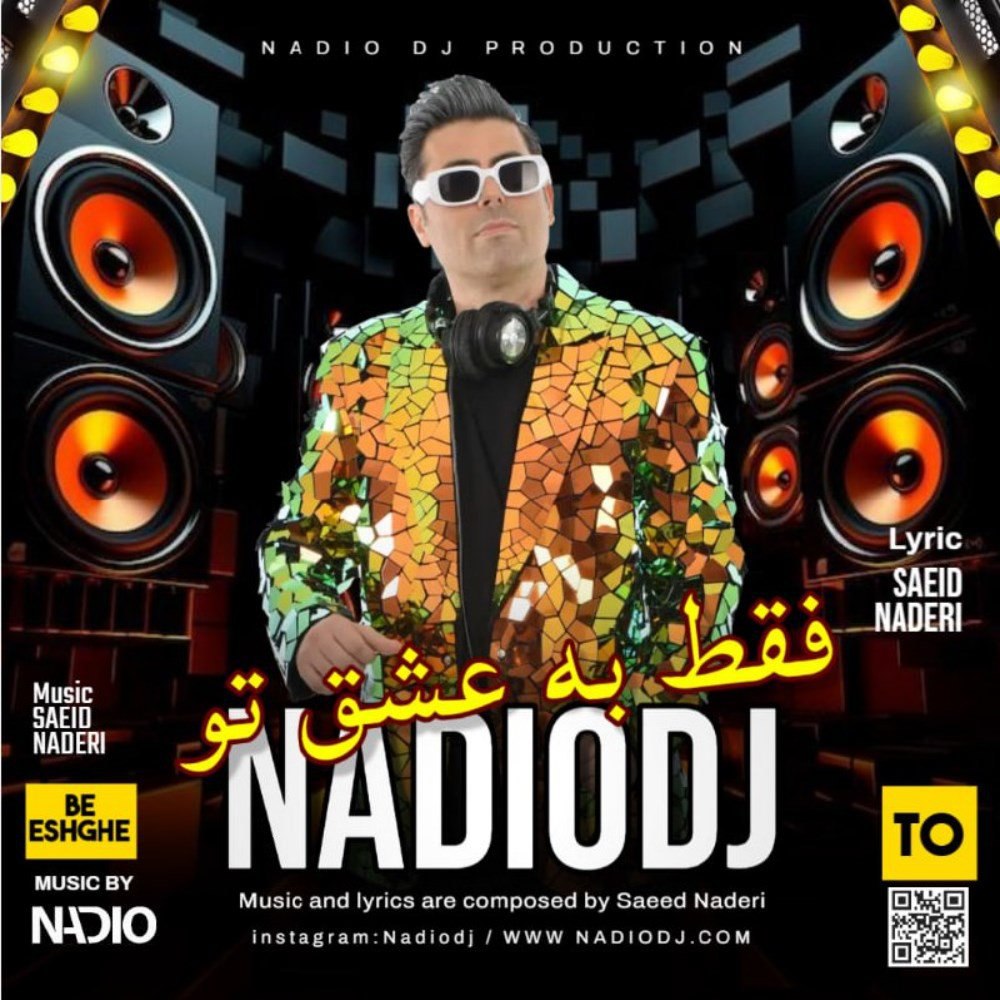 NADIO DJ PRODUCTION
Lyric
SAEID
NADERI
فقط به عشق تو
Music
SAEID
NADERI
NADIODJ
BE
ESHGHE
TO
MUSIC BY
NADIO
Music and lyrics are composed by Saeed Naderi
instagram:Nadiodj / WWW NADIODJ.COM